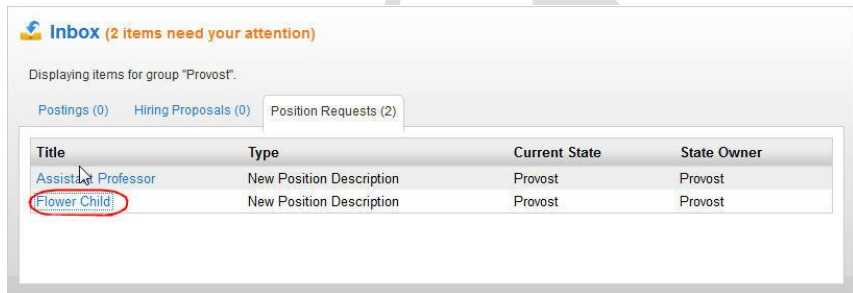 Inbox (2 items need your attention)
Displaying items for group "Provost".
Postings (0) Hiring Proposals (0) Position Requests (2)
Title Type Current State State Owner
Assistant Professor New Position Description Provost Provost
Flower Child New Position Description Provost Provost